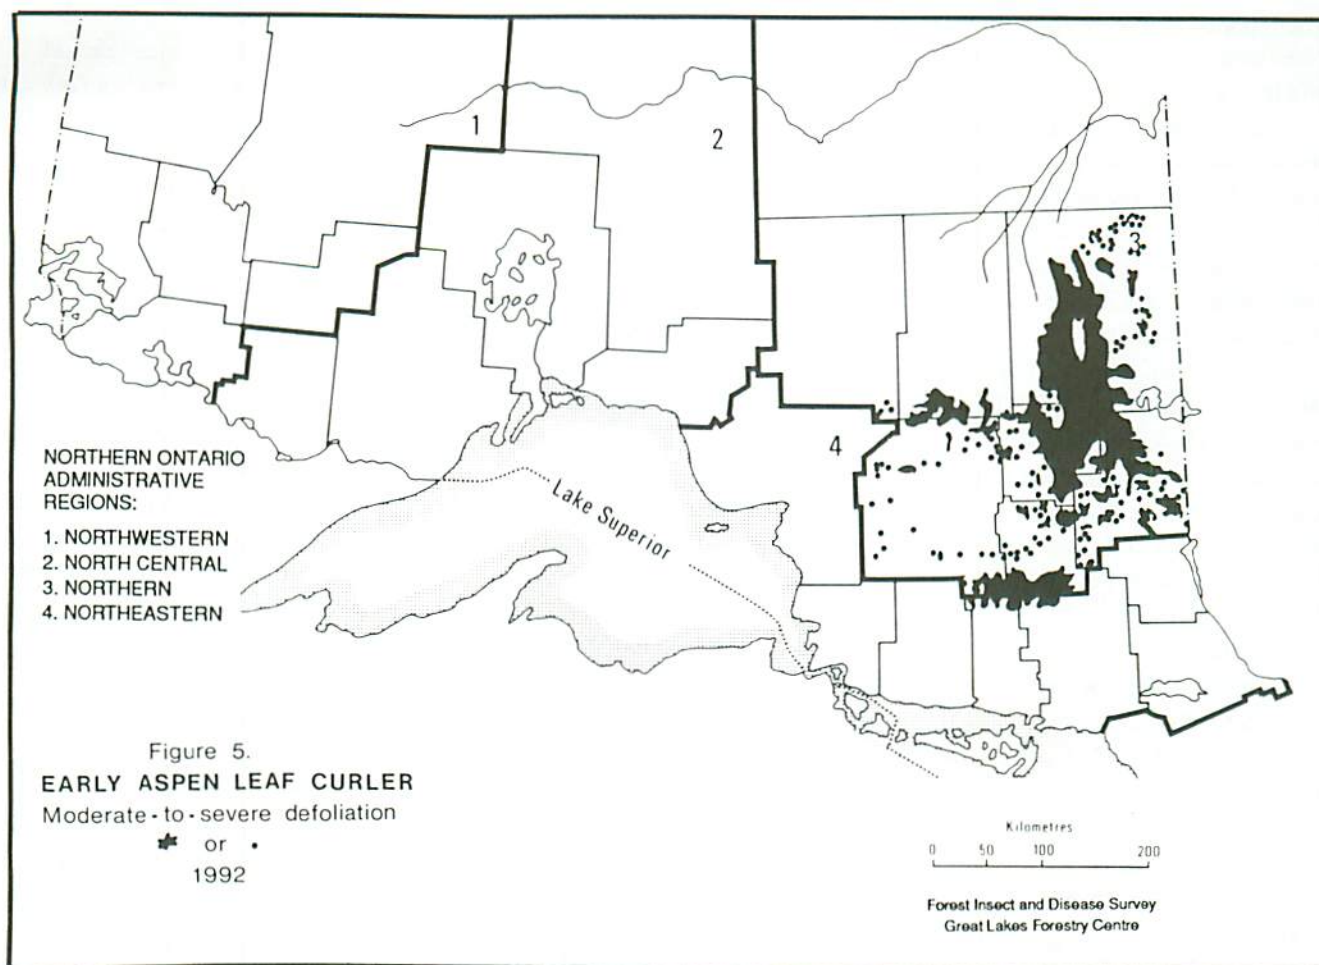 1
2
3
4
Lake Superior
NORTHERN ONTARIO
ADMINISTRATIVE
REGIONS:
1. NORTHWESTERN
2. NORTH CENTRAL
3. NORTHERN
4. NORTHEASTERN
Figure 5.
EARLY ASPEN LEAF CURLER
Moderate-to-severe defoliation
or
1992
Kilometres
0 50 100 200
Forest Insect and Disease Survey
Great Lakes Forestry Centre